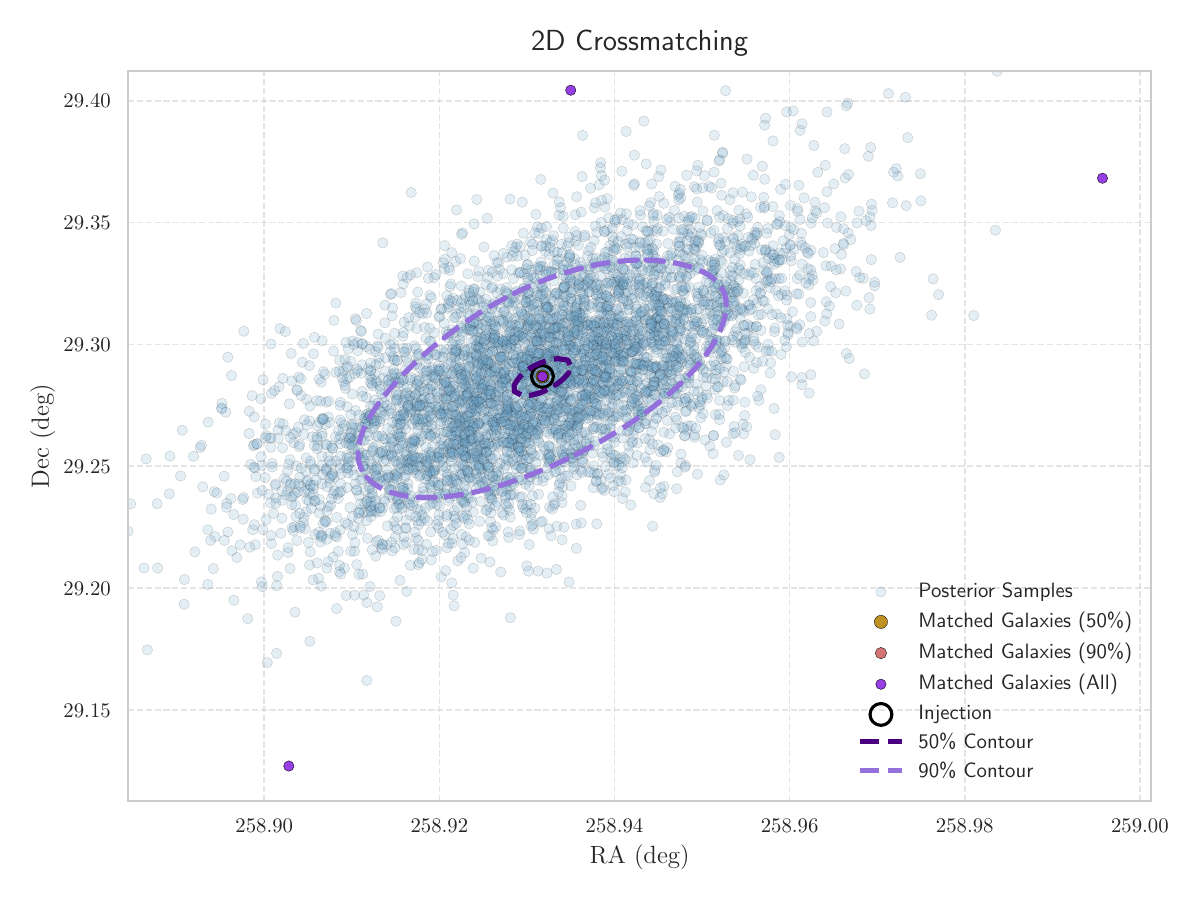 2D Crossmatching
29.40
29.35
29.30
29.25
29.20
29.15
Dec (deg)
258.90
258.92
258.94
258.96
258.98
259.00
RA (deg)
Posterior Samples
Matched Galaxies (50%)
Matched Galaxies (90%)
Matched Galaxies (All)
Injection
50% Contour
90% Contour